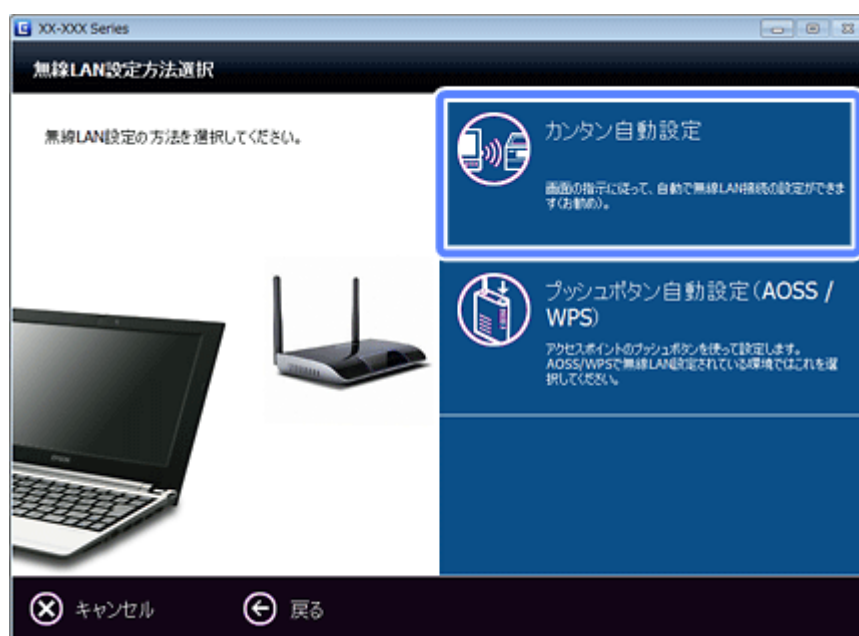 XX-XXX Series
無線LAN設定方法選択
無線LAN設定の方法を選択してください。
カンタン自動設定
画面の指示に従って、自動で無線LAN接続の設定ができま
す(お勧め)。
プッシュボタン自動設定(AOSS /
WPS)
アクセスポイントのプッシュボタンを使って設定します。
AOSS/WPSで無線LAN設定されている環境ではこれを選
択してください。
EPSON
キャンセル
戻る